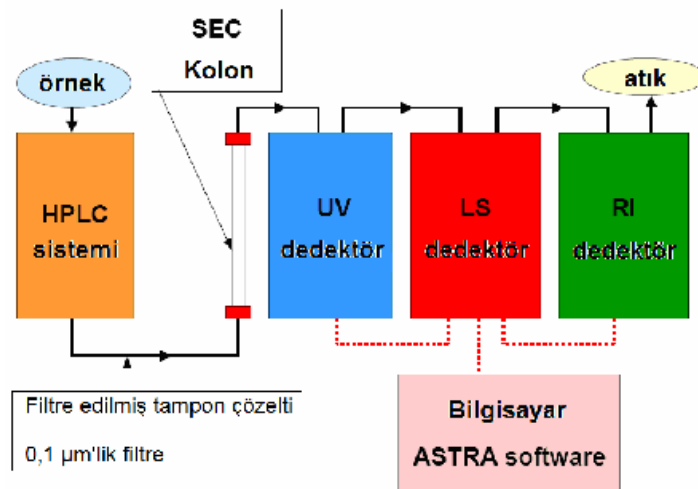 SEC
Kolon
örnek
atık
HPLC
sistemi
UV
dedektör
LS
dedektör
RI
dedektör
Filtre edilmiş tampon çözelti
0,1 µm'lik filtre
Bilgisayar
ASTRA software